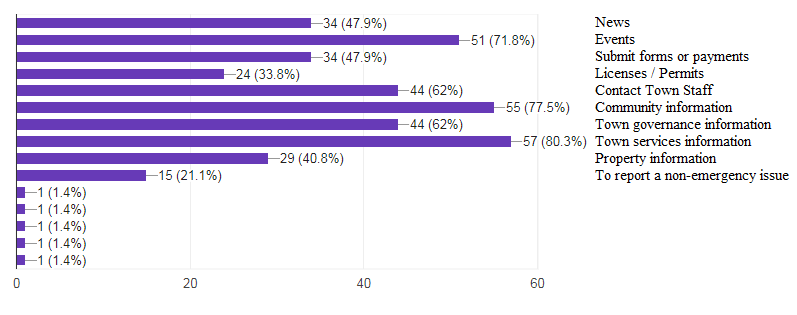 34 (47.9%) News
51 (71.8%) Events
34 (47.9%) Submit forms or payments
24 (33.8%) Licenses / Permits
44 (62%) Contact Town Staff
55 (77.5%) Community information
44 (62%) Town governance information
57 (80.3%) Town services information
29 (40.8%) Property information
15 (21.1%) To report a non-emergency issue
1 (1.4%)
1 (1.4%)
1 (1.4%)
1 (1.4%)
1 (1.4%)
0 20 40 60